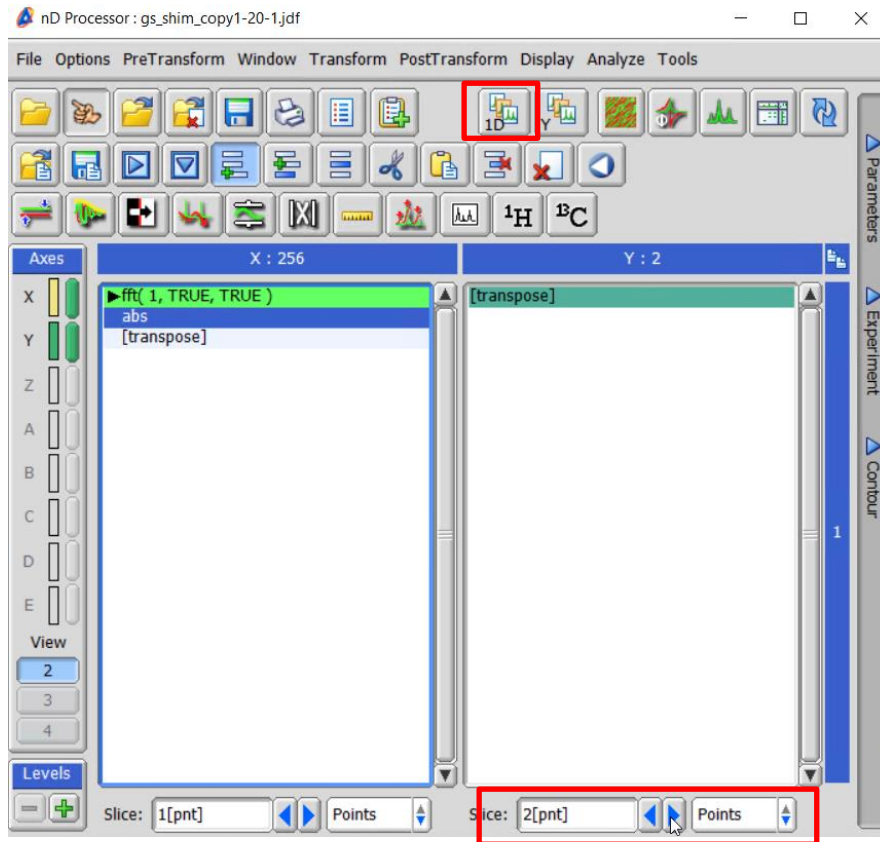 nD Processor : gs_shim_copy1-20-1.jdf
File Options PreTransform Window Transform PostTransform Display Analyze Tools
1D Y
1H 13C
Axes X : 256 Y : 2
X
Y
Z
A
B
C
D
E
View
2
3
4
Levels
fft( 1, TRUE, TRUE )
abs
[transpose]
[transpose]
1
Slice: 1[pnt] Points
Slice: 2[pnt] Points
Parameters
Experiment
Contour